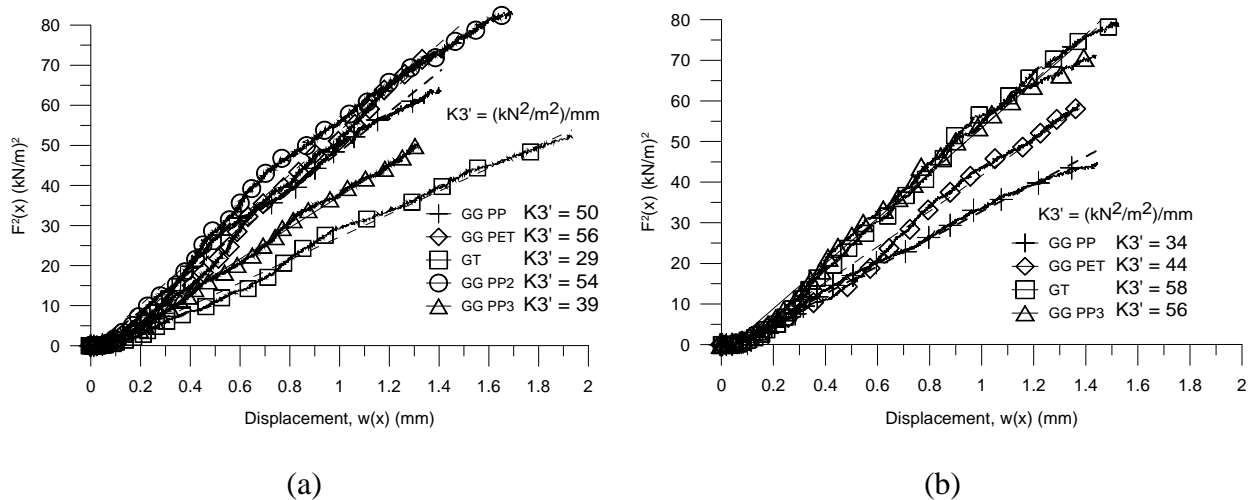 (a)
80
70
60
50
40
30
20
10
0
F²(x) (kN/m)²
K3' = (kN²/m²)/mm
GG PP K3' = 50
GG PET K3' = 56
GT K3' = 29
GG PP2 K3' = 54
GG PP3 K3' = 39
0 0.2 0.4 0.6 0.8 1 1.2 1.4 1.6 1.8 2
Displacement, w(x) (mm)
(a)
(b)
80
70
60
50
40
30
20
10
0
F²(x) (kN/m)²
K3' = (kN²/m²)/mm
GG PP K3' = 34
GG PET K3' = 44
GT K3' = 58
GG PP3 K3' = 56
0 0.2 0.4 0.6 0.8 1 1.2 1.4 1.6 1.8 2
Displacement, w(x) (mm)
(b)